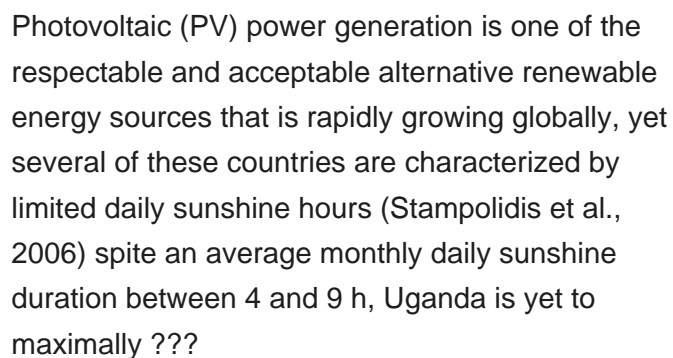 Photovoltaic (PV) power generation is one of the
respectable and acceptable alternative renewable
energy sources that is rapidly growing globally, yet
several of these countries are characterized by
limited daily sunshine hours (Stampolidis et al.,
2006) spite an average monthly daily sunshine
duration between 4 and 9 h, Uganda is yet to
maximally ???